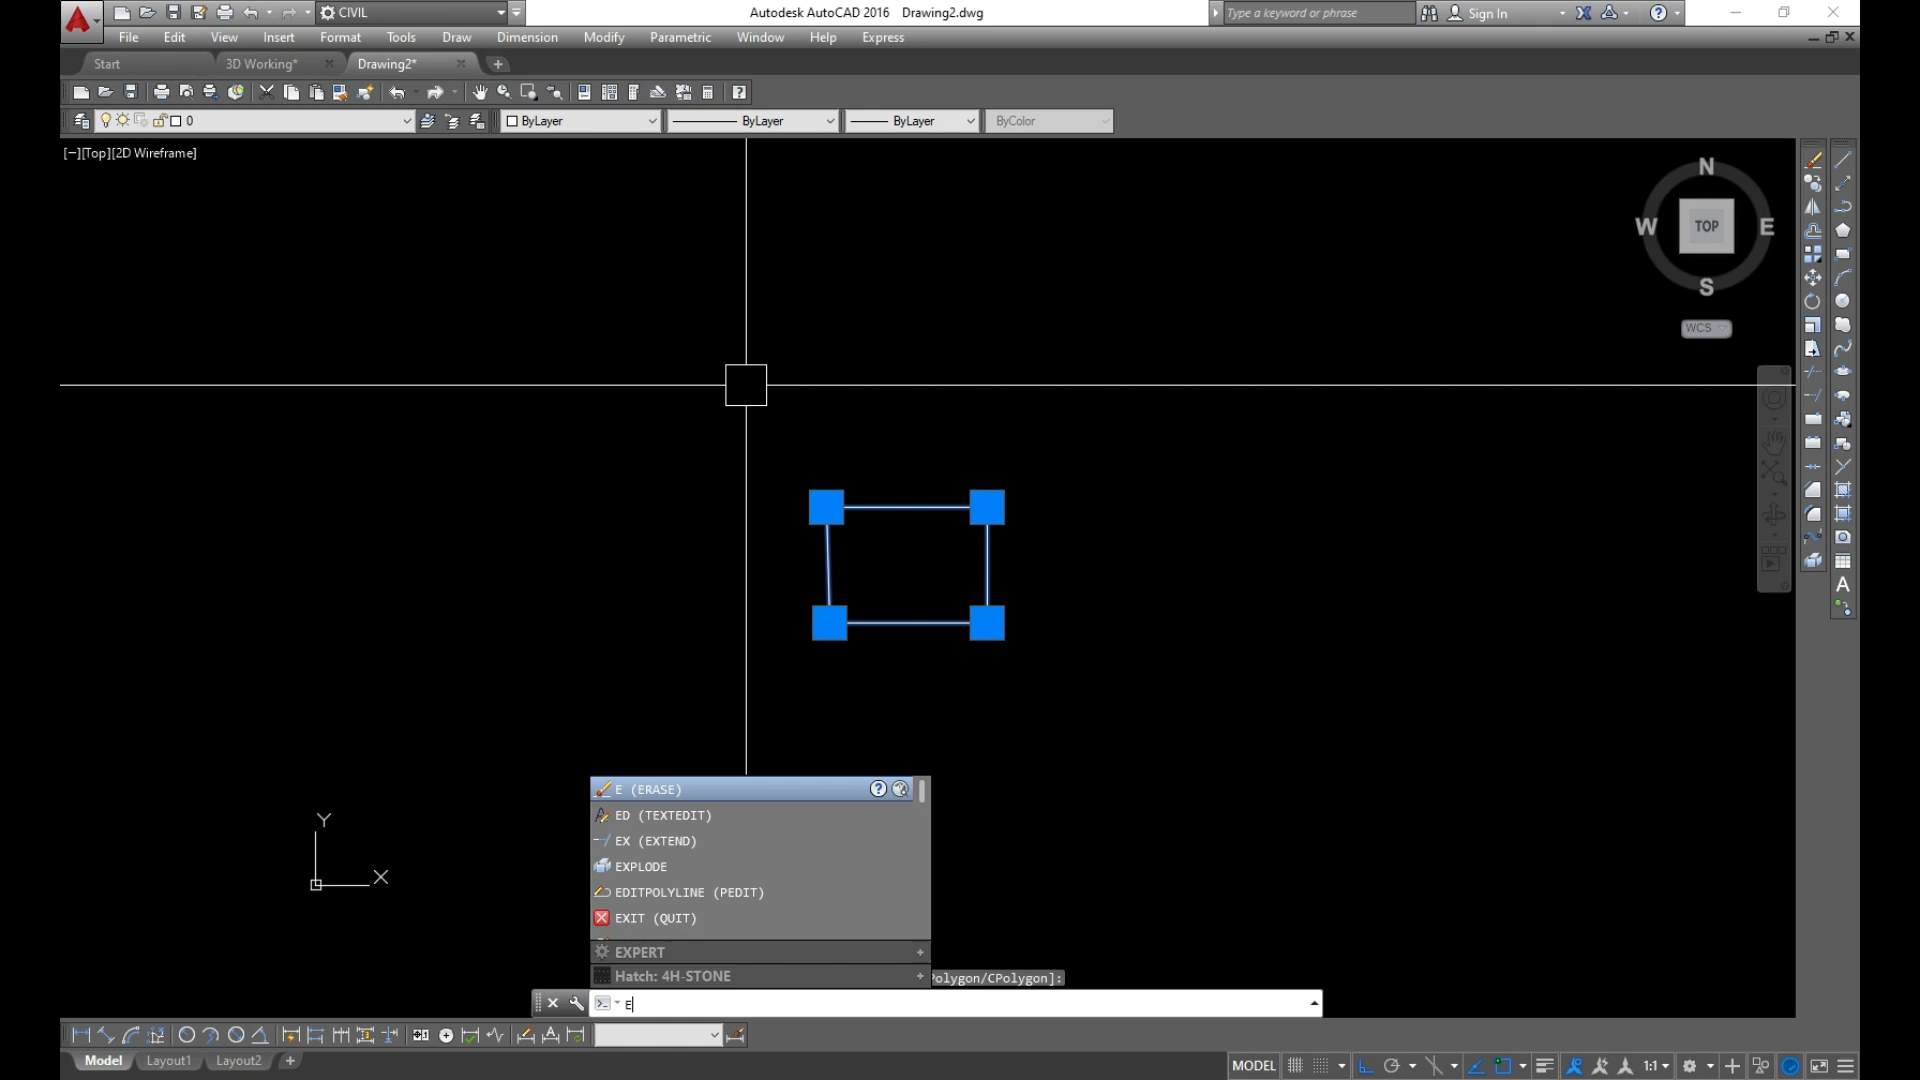 CIVIL
Autodesk AutoCAD 2016 Drawing2.dwg
Type a keyword or phrase
Sign In
File Edit View Insert Format Tools Draw Dimension Modify Parametric Window Help Express
Start 3D Working* Drawing2*
0 ByLayer ByLayer ByLayer ByColor
[−][Top][2D Wireframe]
N
W TOP E
S
WCS
A
Y
X
E (ERASE)
ED (TEXTEDIT)
EX (EXTEND)
EXPLODE
EDITPOLYLINE (PEDIT)
EXIT (QUIT)
EXPERT +
Hatch: 4H-STONE +
Polygon/CPolygon]:
E
Model Layout1 Layout2 +
MODEL 1:1